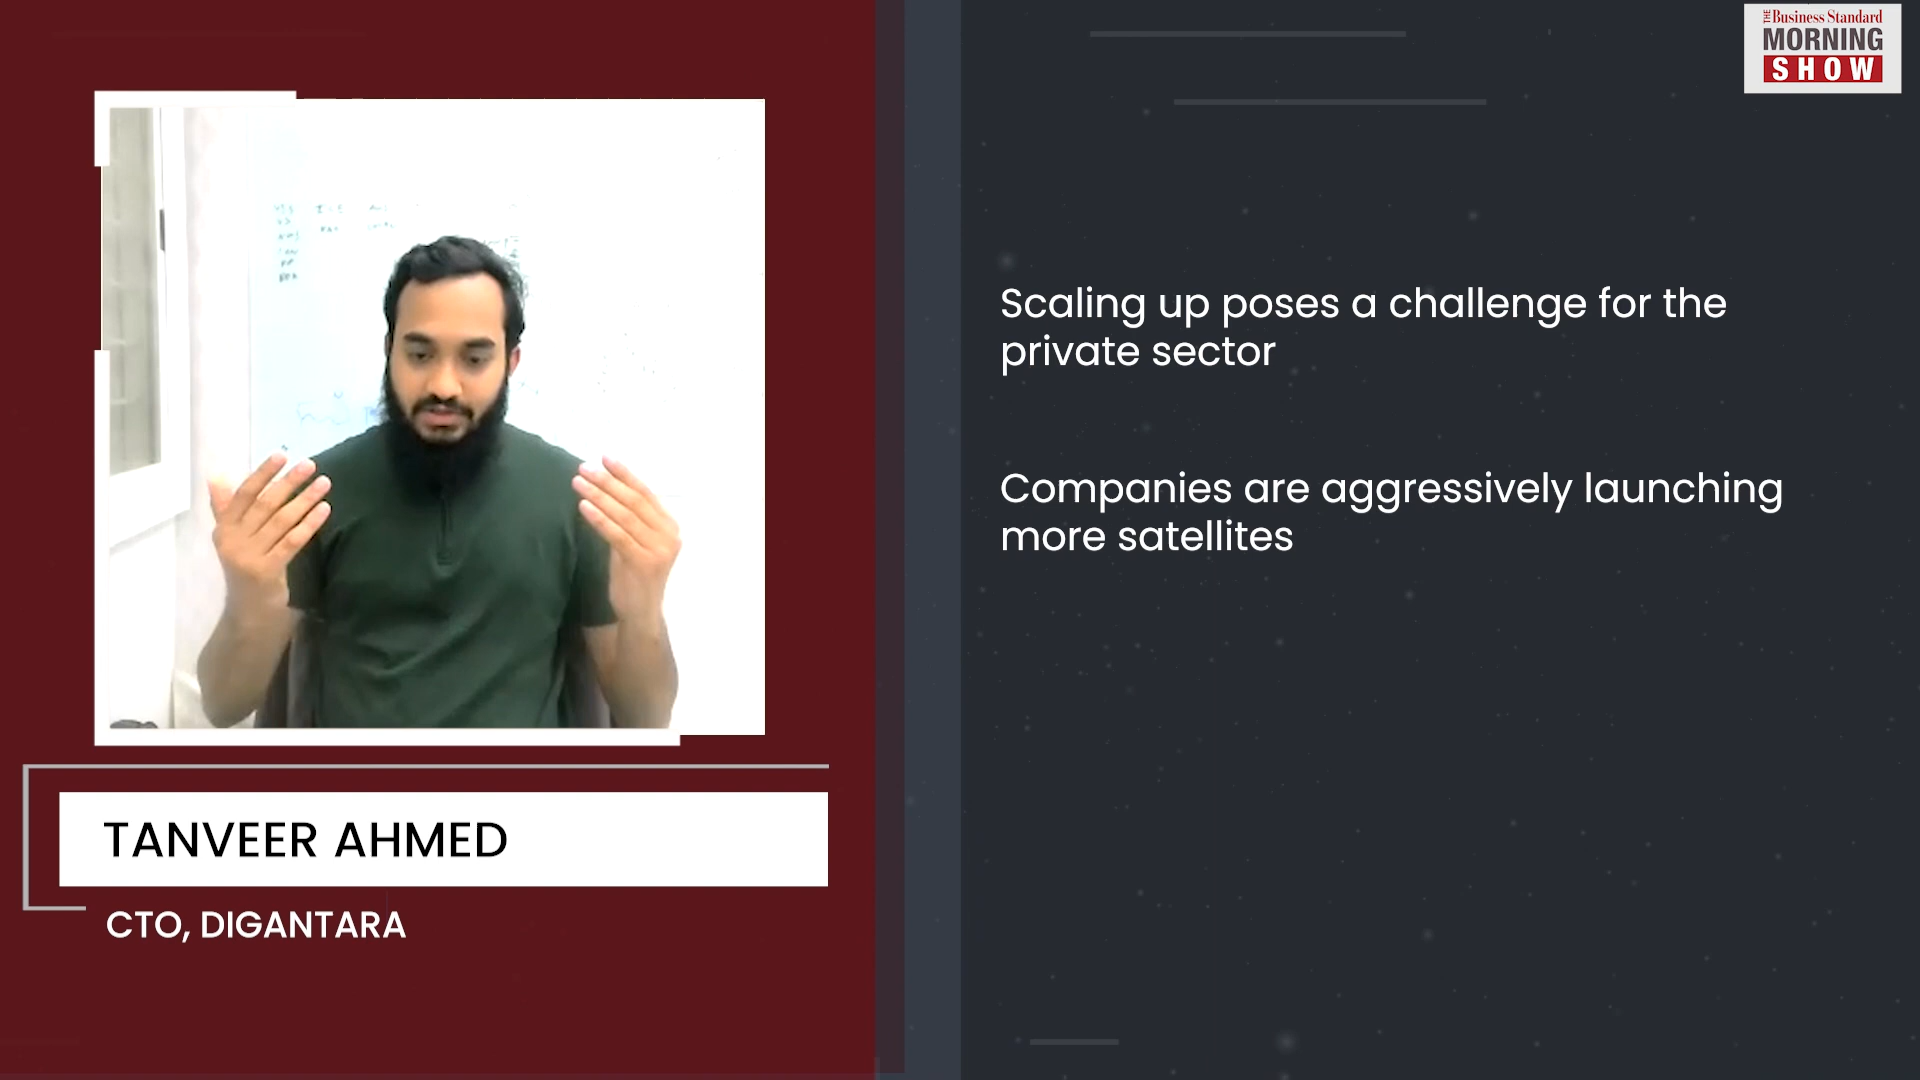 THE Business Standard
MORNING
SHOW
Scaling up poses a challenge for the
private sector
Companies are aggressively launching
more satellites
TANVEER AHMED
CTO, DIGANTARA